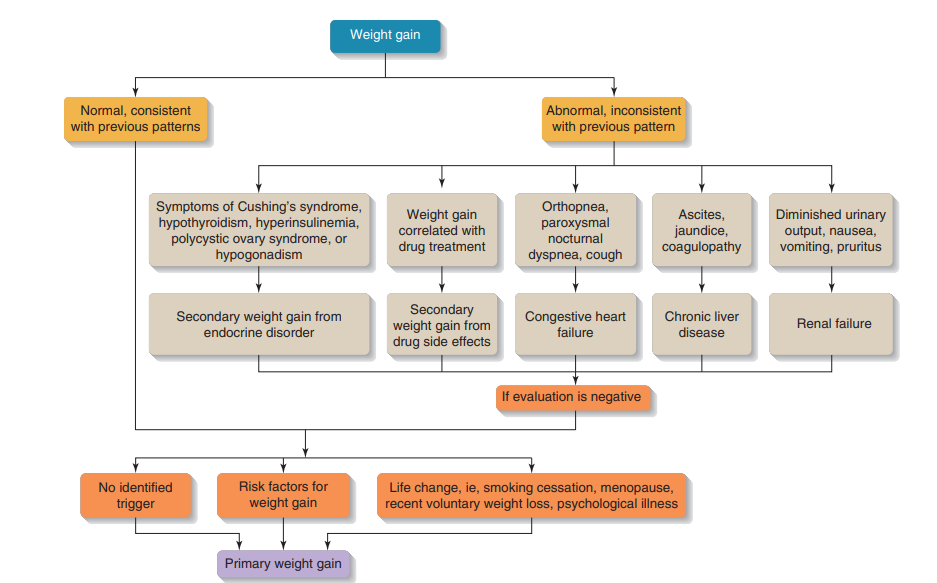 Weight gain
Normal, consistent
with previous patterns
Abnormal, inconsistent
with previous pattern
Symptoms of Cushing's syndrome,
hypothyroidism, hyperinsulinemia,
polycystic ovary syndrome, or
hypogonadism
Weight gain
correlated with
drug treatment
Orthopnea,
paroxysmal
nocturnal
dyspnea, cough
Ascites,
jaundice,
coagulopathy
Diminished urinary
output, nausea,
vomiting, pruritus
Secondary weight gain from
endocrine disorder
Secondary
weight gain from
drug side effects
Congestive heart
failure
Chronic liver
disease
Renal failure
If evaluation is negative
No identified
trigger
Risk factors for
weight gain
Life change, ie, smoking cessation, menopause,
recent voluntary weight loss, psychological illness
Primary weight gain